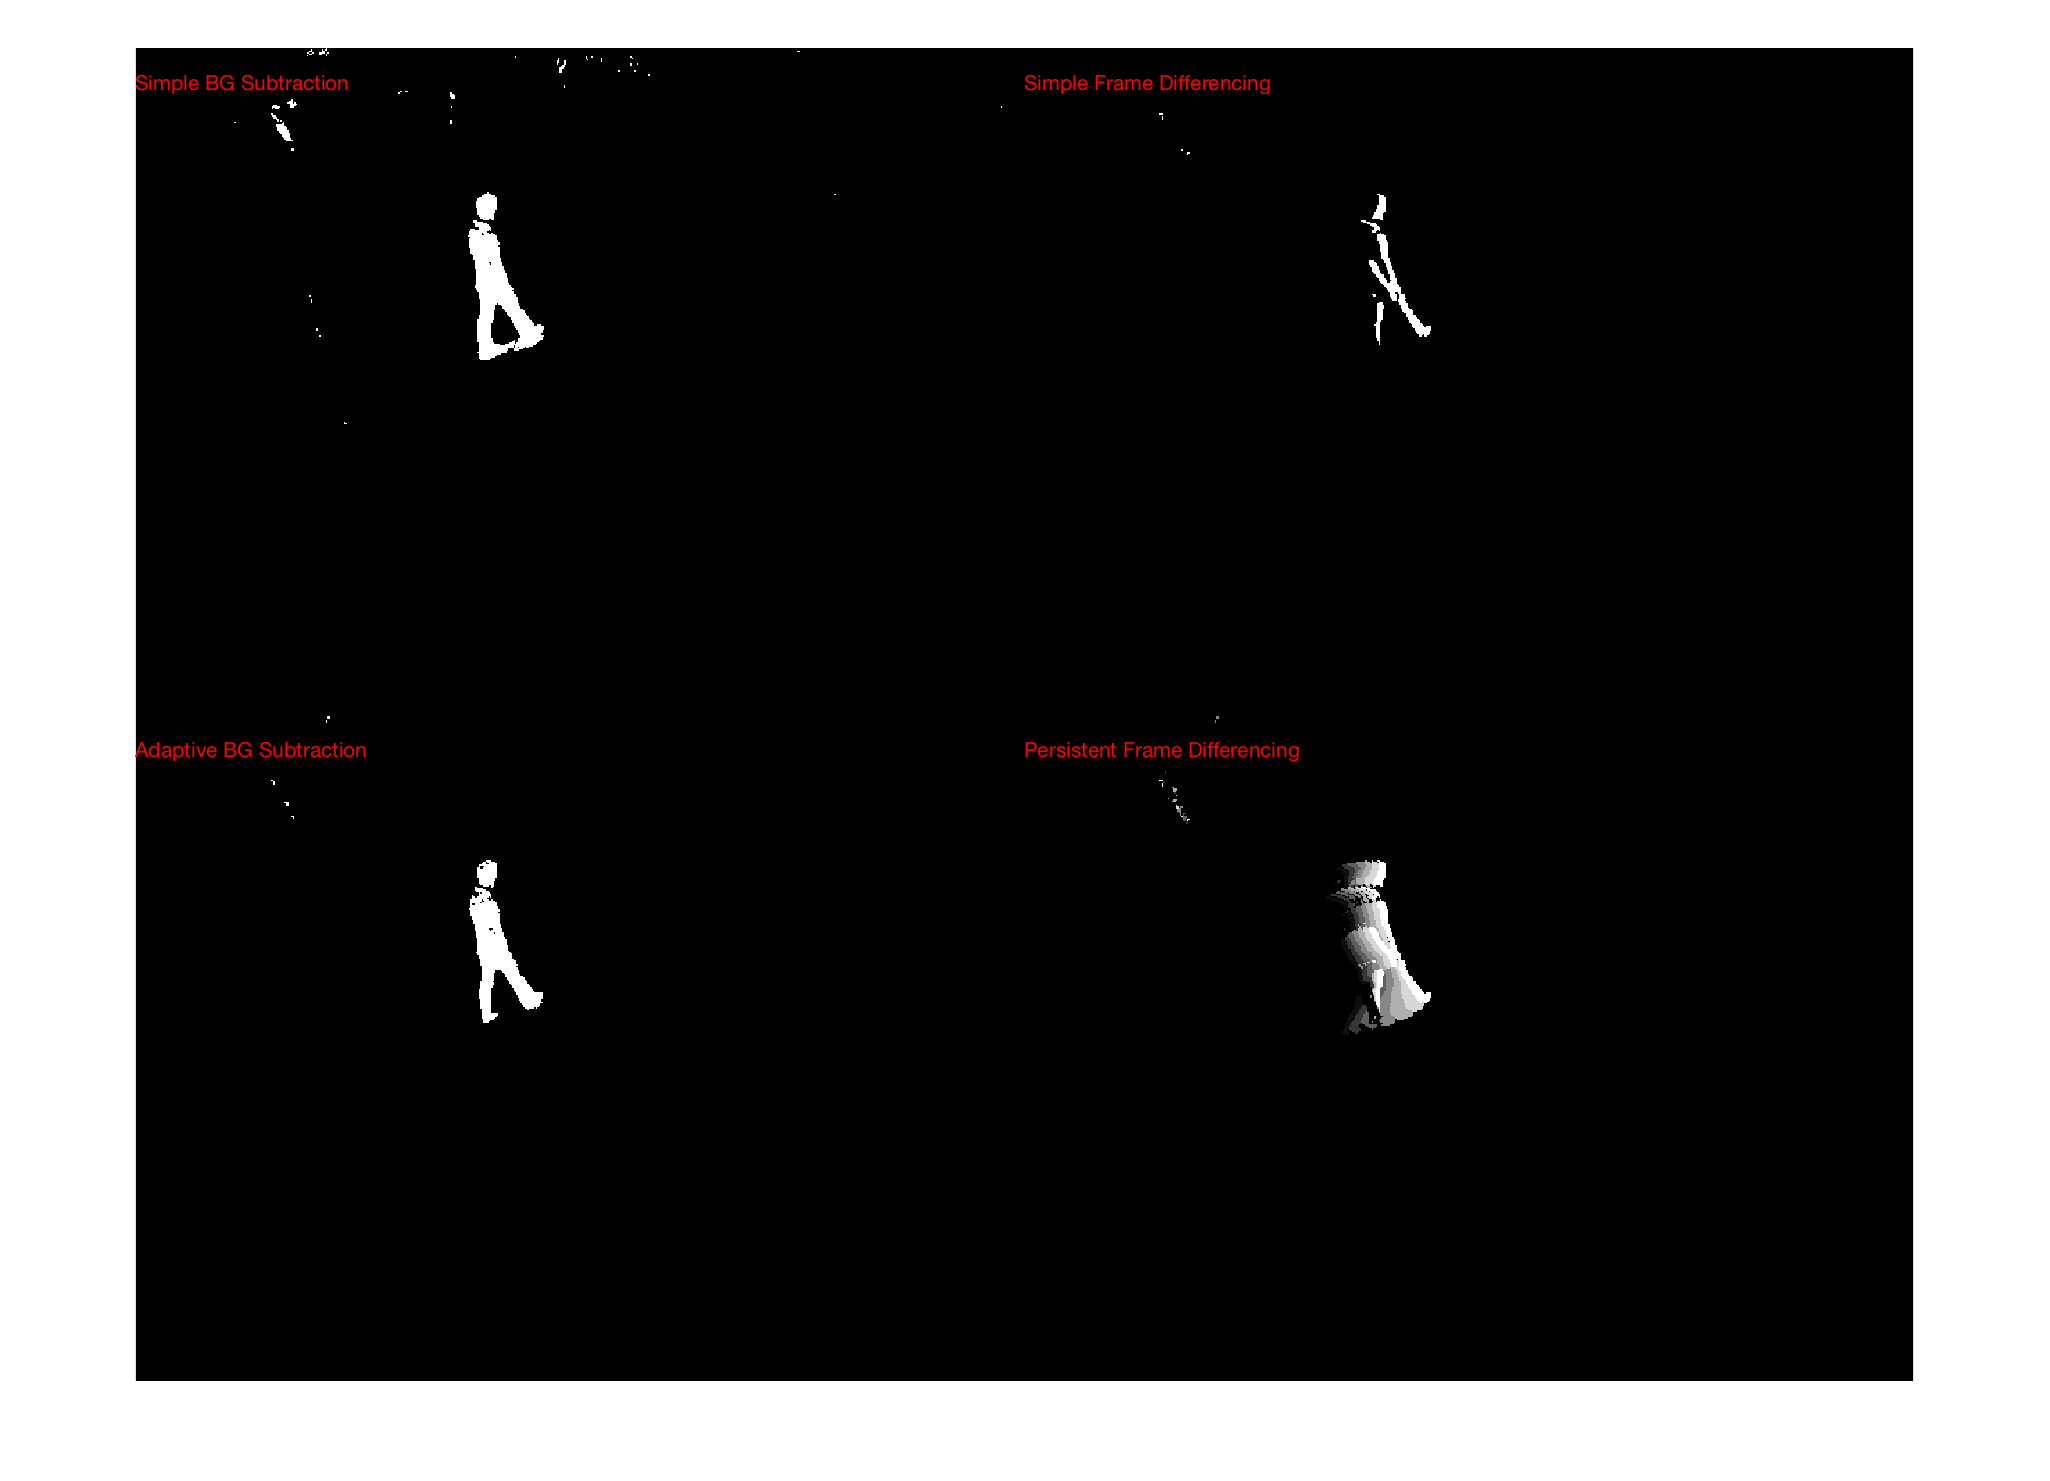 Simple BG Subtraction
Simple Frame Differencing
Adaptive BG Subtraction
Persistent Frame Differencing